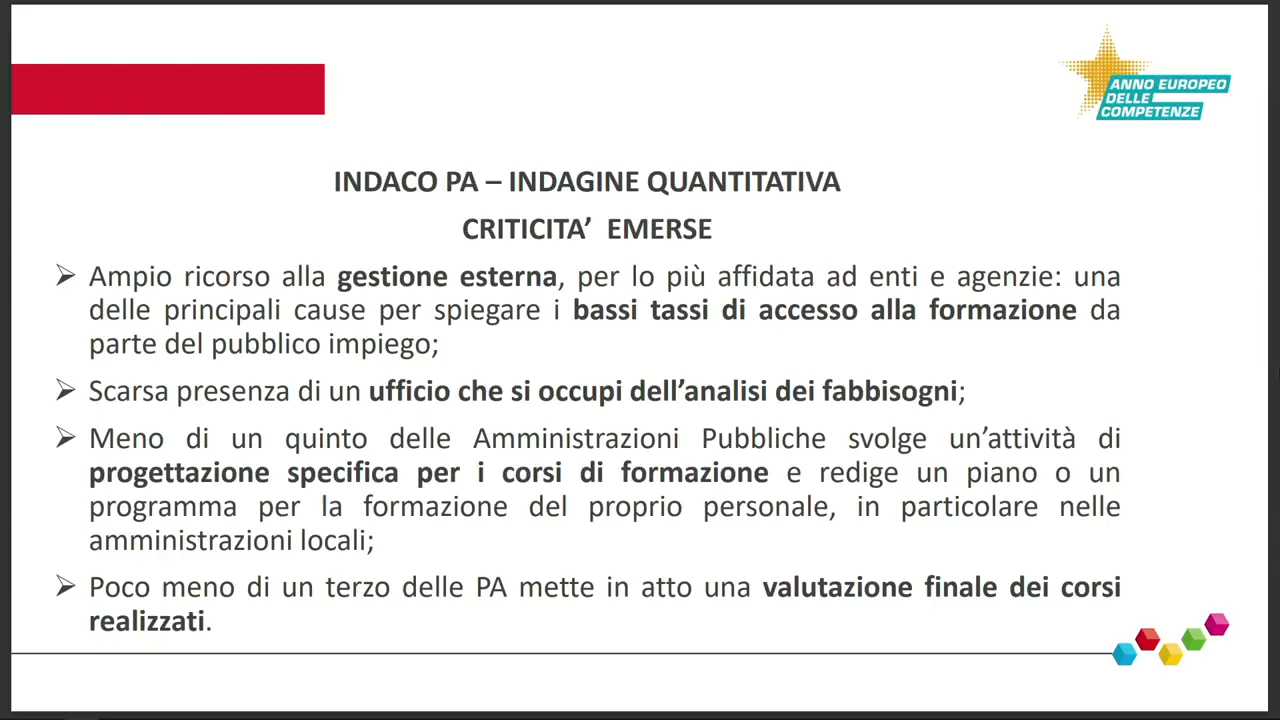 ANNO EUROPEO
DELLE
COMPETENZE
INDACO PA – INDAGINE QUANTITATIVA
CRITICITA’ EMERSE
Ampio ricorso alla gestione esterna, per lo più affidata ad enti e agenzie: una
delle principali cause per spiegare i bassi tassi di accesso alla formazione da
parte del pubblico impiego;
Scarsa presenza di un ufficio che si occupi dell’analisi dei fabbisogni;
Meno di un quinto delle Amministrazioni Pubbliche svolge un’attività di
progettazione specifica per i corsi di formazione e redige un piano o un
programma per la formazione del proprio personale, in particolare nelle
amministrazioni locali;
Poco meno di un terzo delle PA mette in atto una valutazione finale dei corsi
realizzati.